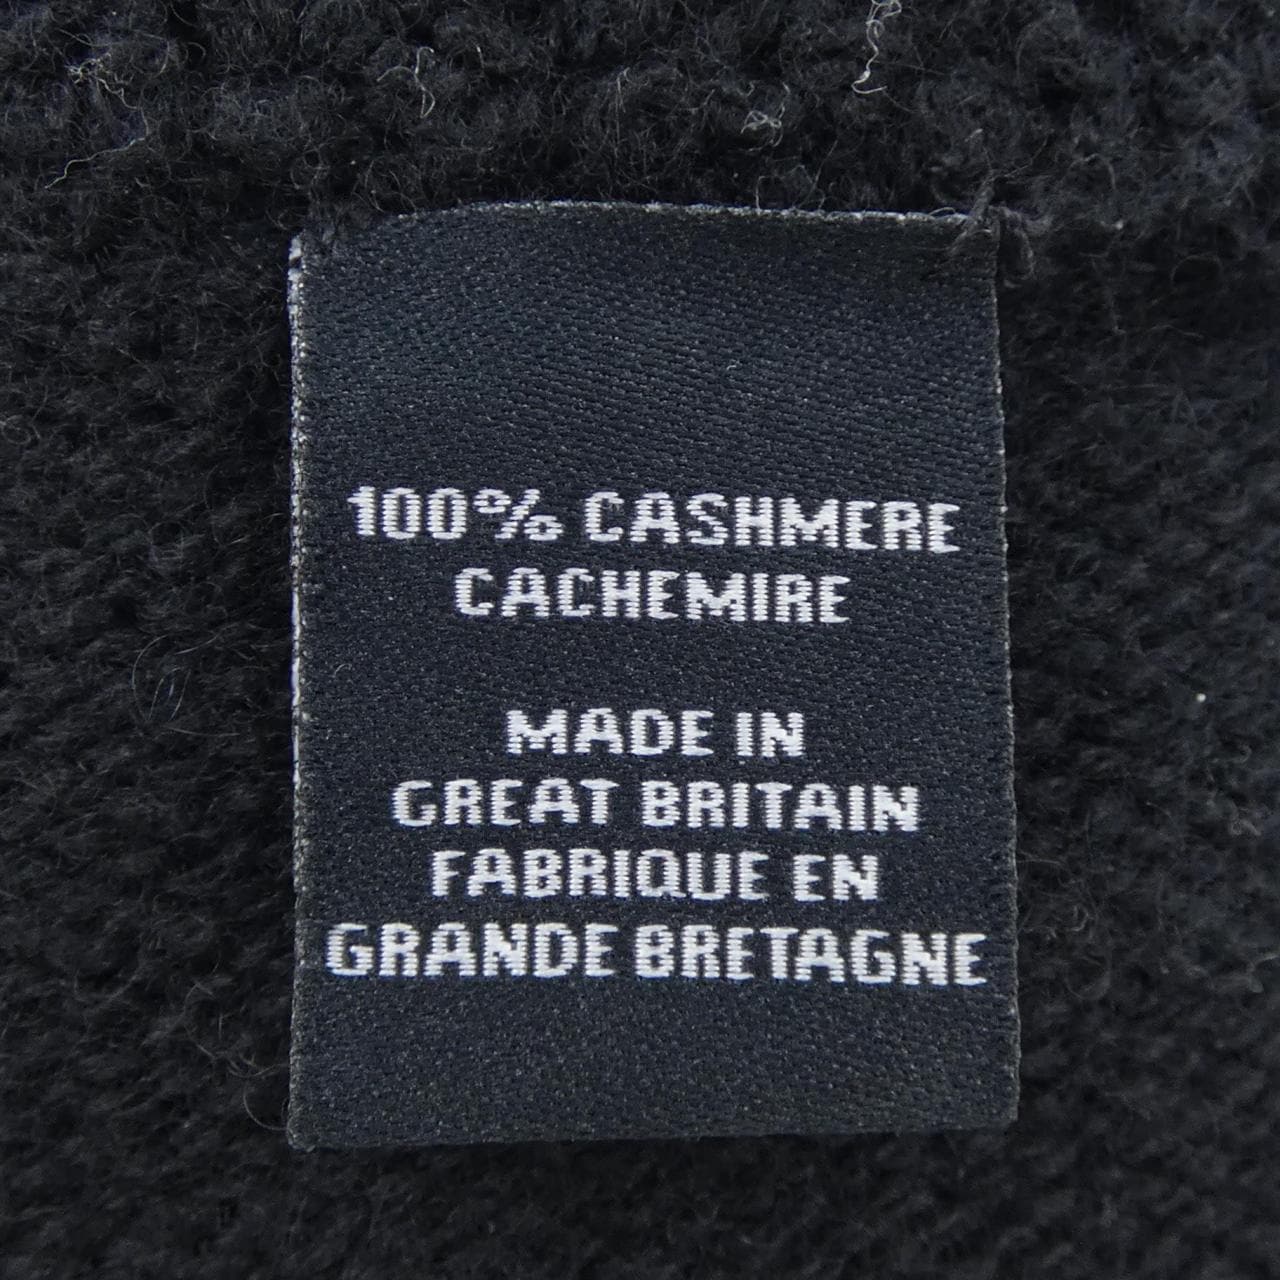 100% CASHMERE
CACHEMIRE
MADE IN
GREAT BRITAIN
FABRIQUE EN
GRANDE BRETAGNE